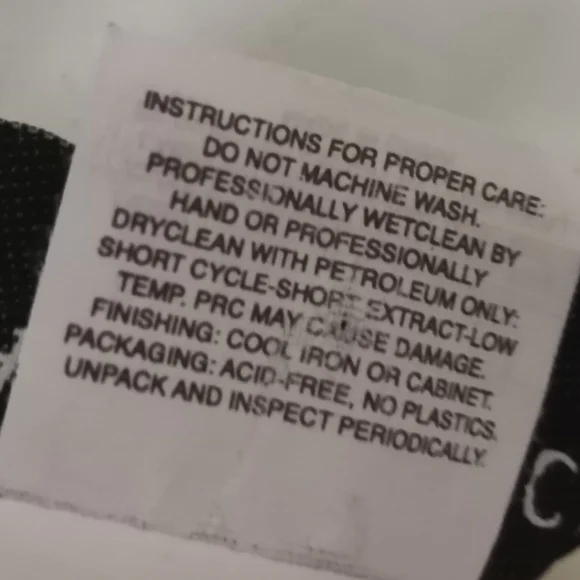 INSTRUCTIONS FOR PROPER CARE:
DO NOT MACHINE WASH.
PROFESSIONALLY WETCLEAN BY
HAND OR PROFESSIONALLY
DRYCLEAN WITH PETROLEUM ONLY:
SHORT CYCLE-SHORT EXTRACT-LOW
TEMP. PRC MAY CAUSE DAMAGE.
FINISHING: COOL IRON OR CABINET.
PACKAGING: ACID-FREE, NO PLASTICS.
UNPACK AND INSPECT PERIODICALLY.
C